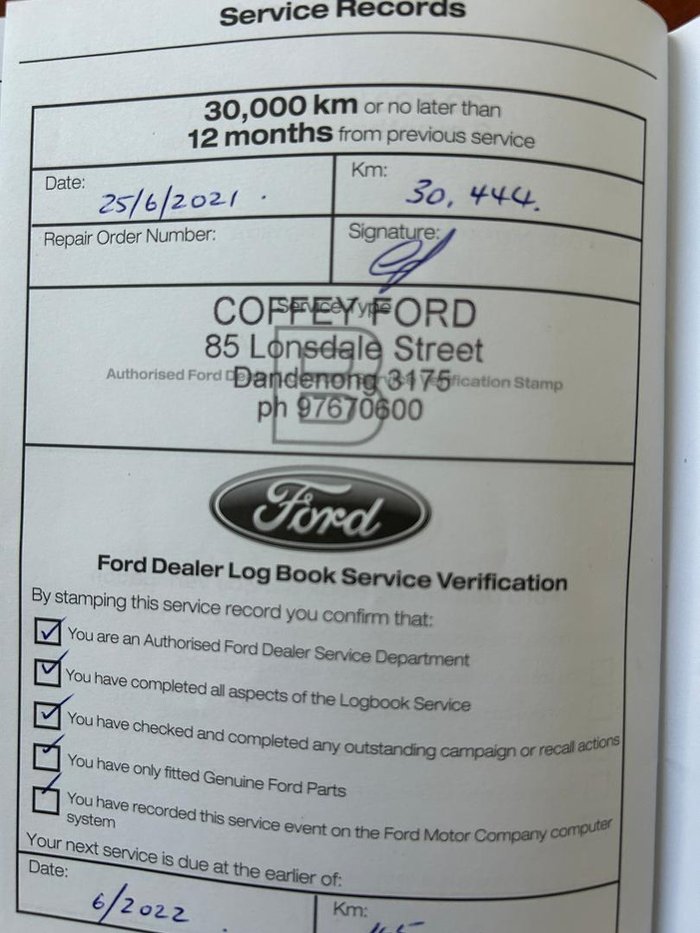 Service Records
30,000 km or no later than
12 months from previous service
Date:
25/6/2021.
Km:
30,444.
Repair Order Number:
Signature:
Service Type
B
COFFEY FORD
85 Lonsdale Street
Authorised Ford Verification Stamp
Dandenong 3175
ph 97670600
Ford
Ford Dealer Log Book Service Verification
By stamping this service record you confirm that:
You are an Authorised Ford Dealer Service Department
You have completed all aspects of the Logbook Service
You have checked and completed any outstanding campaign or recall actions
You have only fitted Genuine Ford Parts
You have recorded this service event on the Ford Motor Company computer
system
Your next service is due at the earlier of:
Date:
6/2022.
Km: